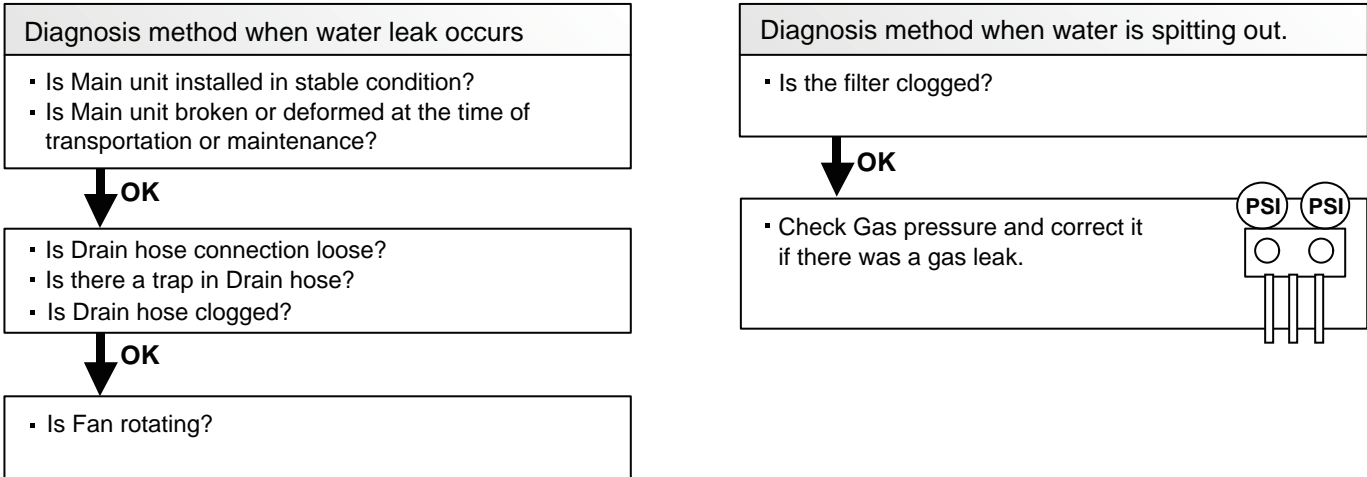 Diagnosis method when water leak occurs
▪ Is Main unit installed in stable condition?
▪ Is Main unit broken or deformed at the time of
transportation or maintenance?
OK
▪ Is Drain hose connection loose?
▪ Is there a trap in Drain hose?
▪ Is Drain hose clogged?
OK
▪ Is Fan rotating?
Diagnosis method when water is spitting out.
▪ Is the filter clogged?
OK
▪ Check Gas pressure and correct it
if there was a gas leak.
PSI PSI